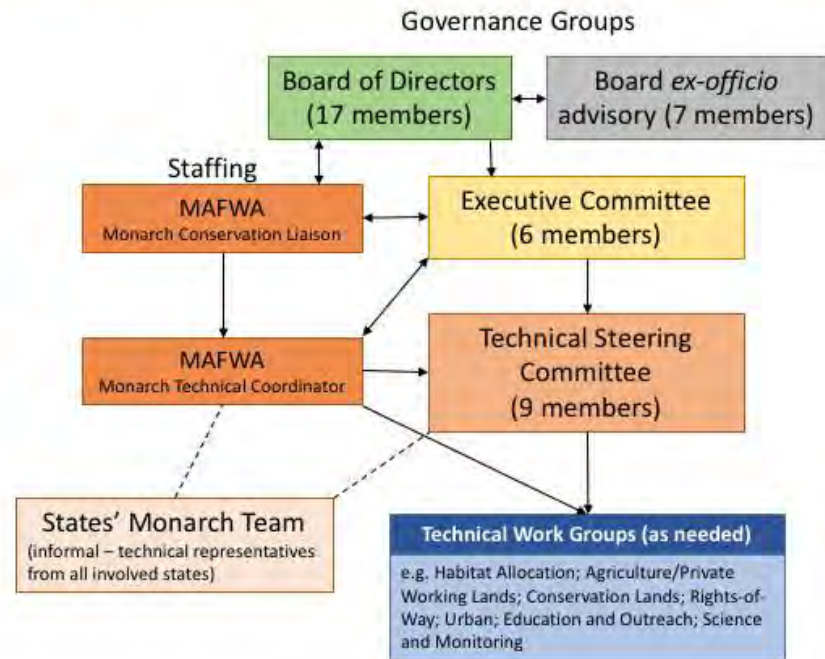 Governance Groups
Board of Directors
(17 members)
Board ex-officio
advisory (7 members)
Staffing
MAFWA
Monarch Conservation Liaison
Executive Committee
(6 members)
MAFWA
Monarch Technical Coordinator
Technical Steering
Committee
(9 members)
States’ Monarch Team
(informal – technical representatives
from all involved states)
Technical Work Groups (as needed)
e.g. Habitat Allocation; Agriculture/Private
Working Lands; Conservation Lands; Rights-of-
Way; Urban; Education and Outreach; Science
and Monitoring